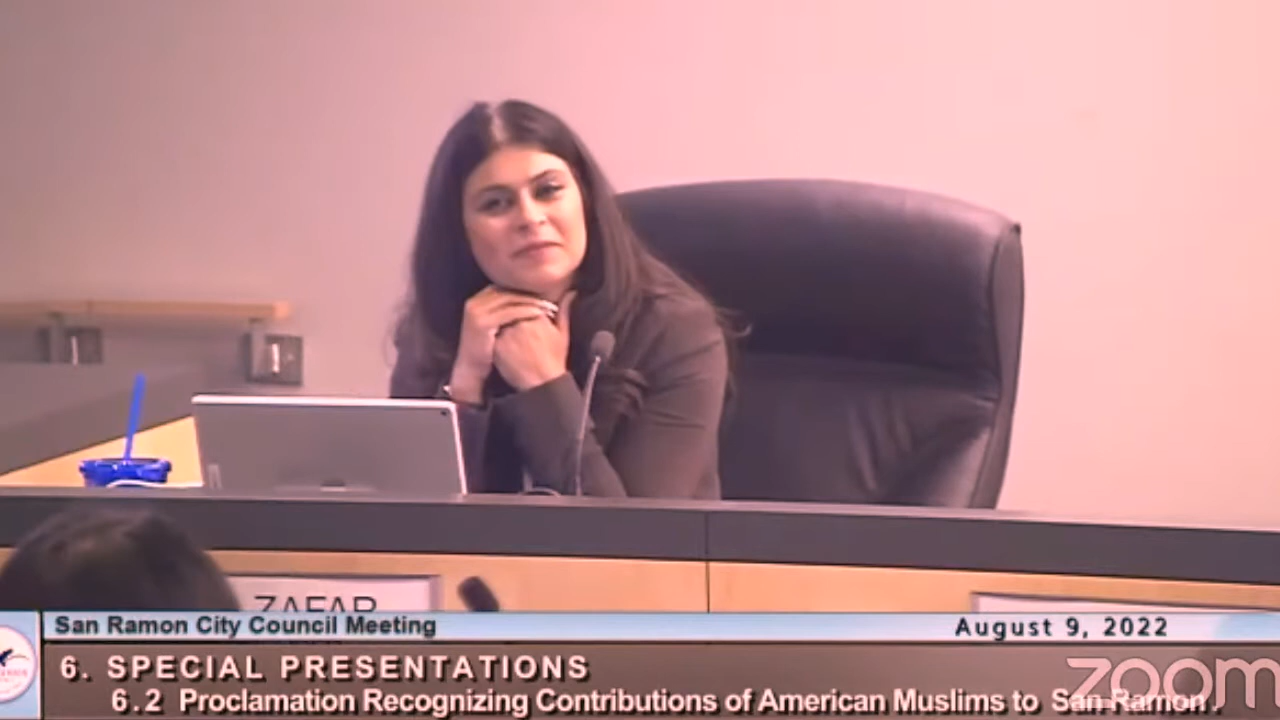 ZAFAR
San Ramon City Council Meeting
August 9, 2022
6. SPECIAL PRESENTATIONS
6.2 Proclamation Recognizing Contributions of American Muslims to San Ramon.
zoom